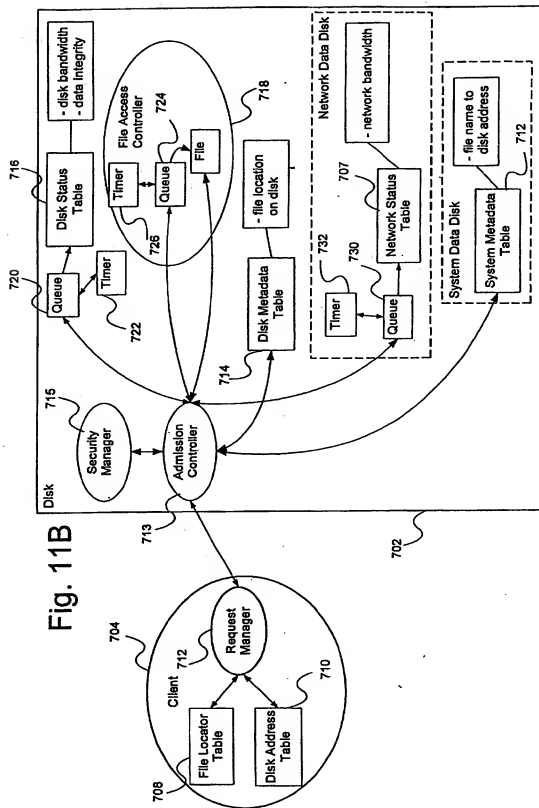 Fig. 11B
704
Client
File Locator
Table
708
Disk Address
Table
710
Request
Manager
712
702
Disk
715
Security
Manager
Admission
Controller
713
720
Queue
722
Timer
716
Disk Status
Table
- disk bandwidth
- data integrity
File Access
Controller
718
Timer
726
Queue
724
File
714
Disk Metadata
Table
- file location
on disk
Network Data Disk
732
Timer
730
Queue
707
Network Status
Table
- network bandwidth
System Data Disk
System Metadata
Table
712
- file name to
disk address